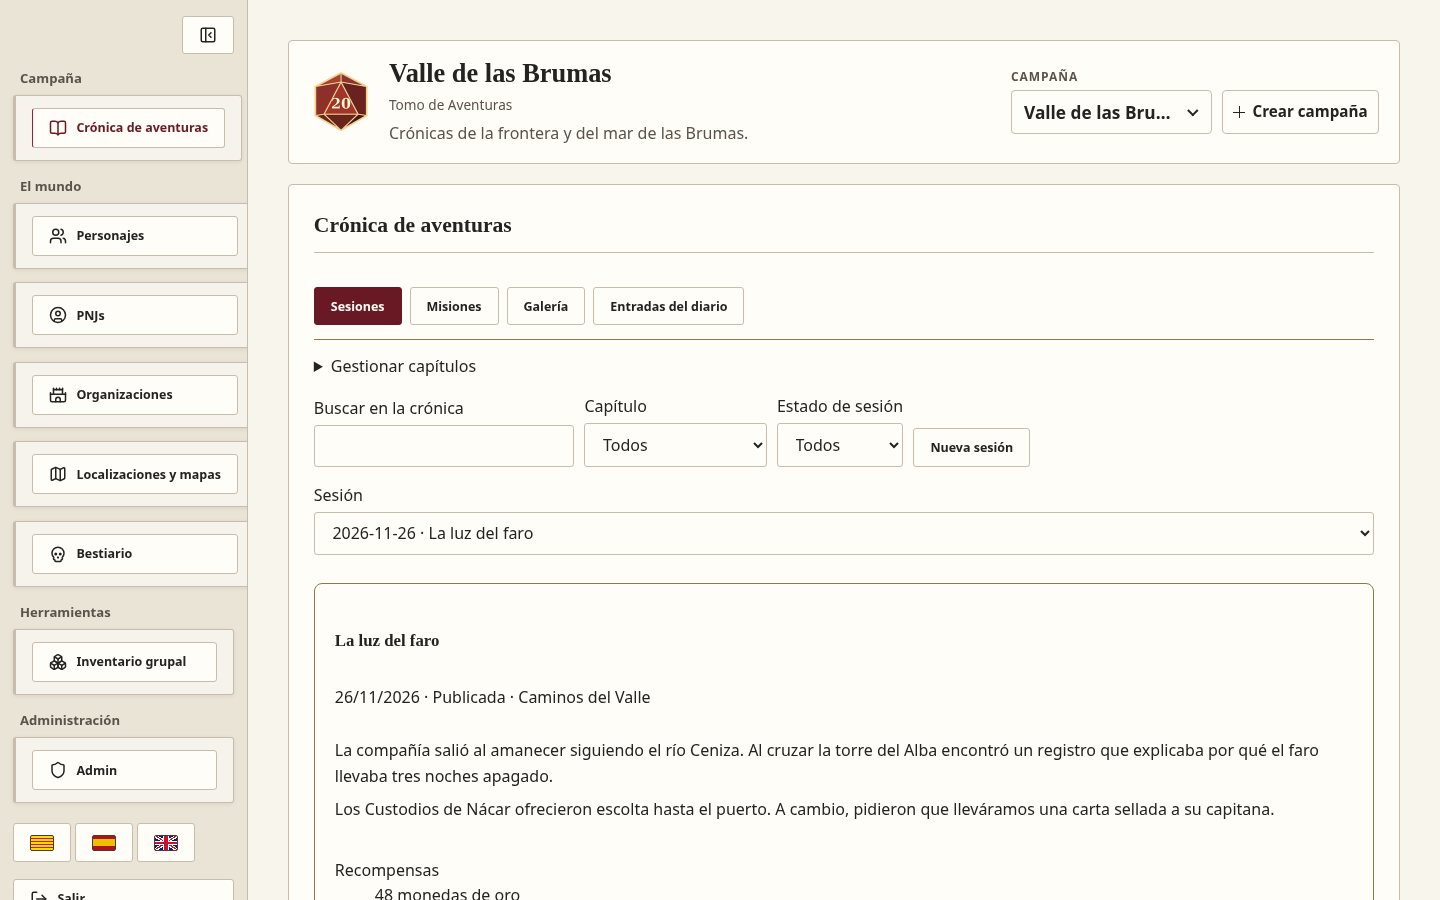 Campaña
Crónica de aventuras
El mundo
Personajes
PNJs
Organizaciones
Localizaciones y mapas
Bestiario
Herramientas
Inventario grupal
Administración
Admin
Salir
20
Valle de las Brumas
Tomo de Aventuras
Crónicas de la frontera y del mar de las Brumas.
CAMPAÑA
Valle de las Bru...
Crear campaña
Crónica de aventuras
Sesiones
Misiones
Galería
Entradas del diario
Gestionar capítulos
Buscar en la crónica
Capítulo
Todos
Estado de sesión
Todos
Nueva sesión
Sesión
2026-11-26 · La luz del faro
La luz del faro
26/11/2026 · Publicada · Caminos del Valle
La compañía salió al amanecer siguiendo el río Ceniza. Al cruzar la torre del Alba encontró un registro que explicaba por qué el faro
llevaba tres noches apagado.
Los Custodios de Nácar ofrecieron escolta hasta el puerto. A cambio, pidieron que lleváramos una carta sellada a su capitana.
Recompensas
48 monedas de oro